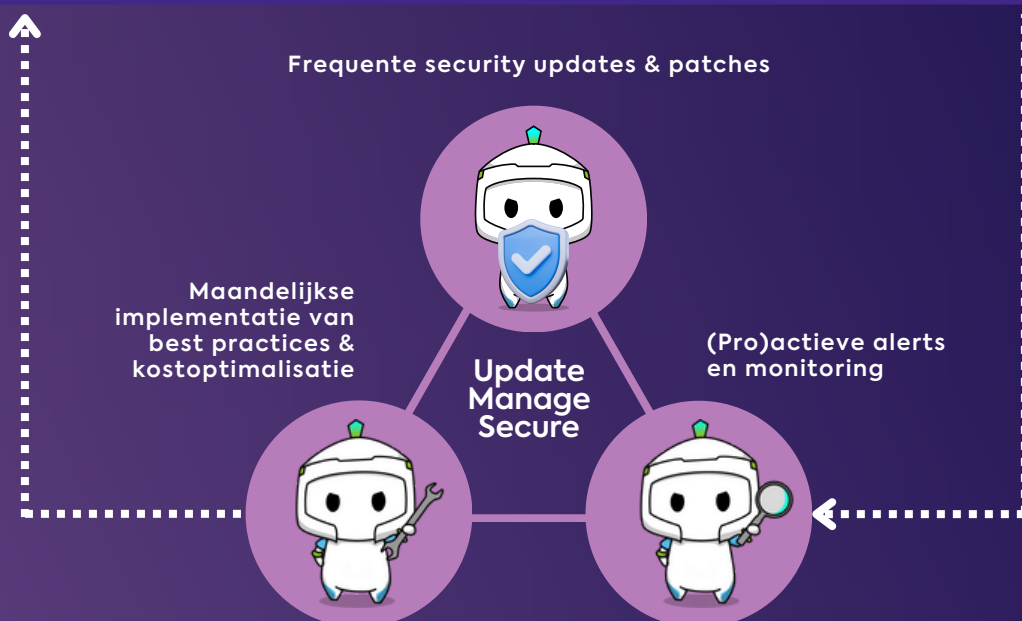 Frequente security updates & patches
Maandelijkse
implementatie van
best practices &
kostoptimalisatie
(Pro)actieve alerts
en monitoring
Update
Manage
Secure